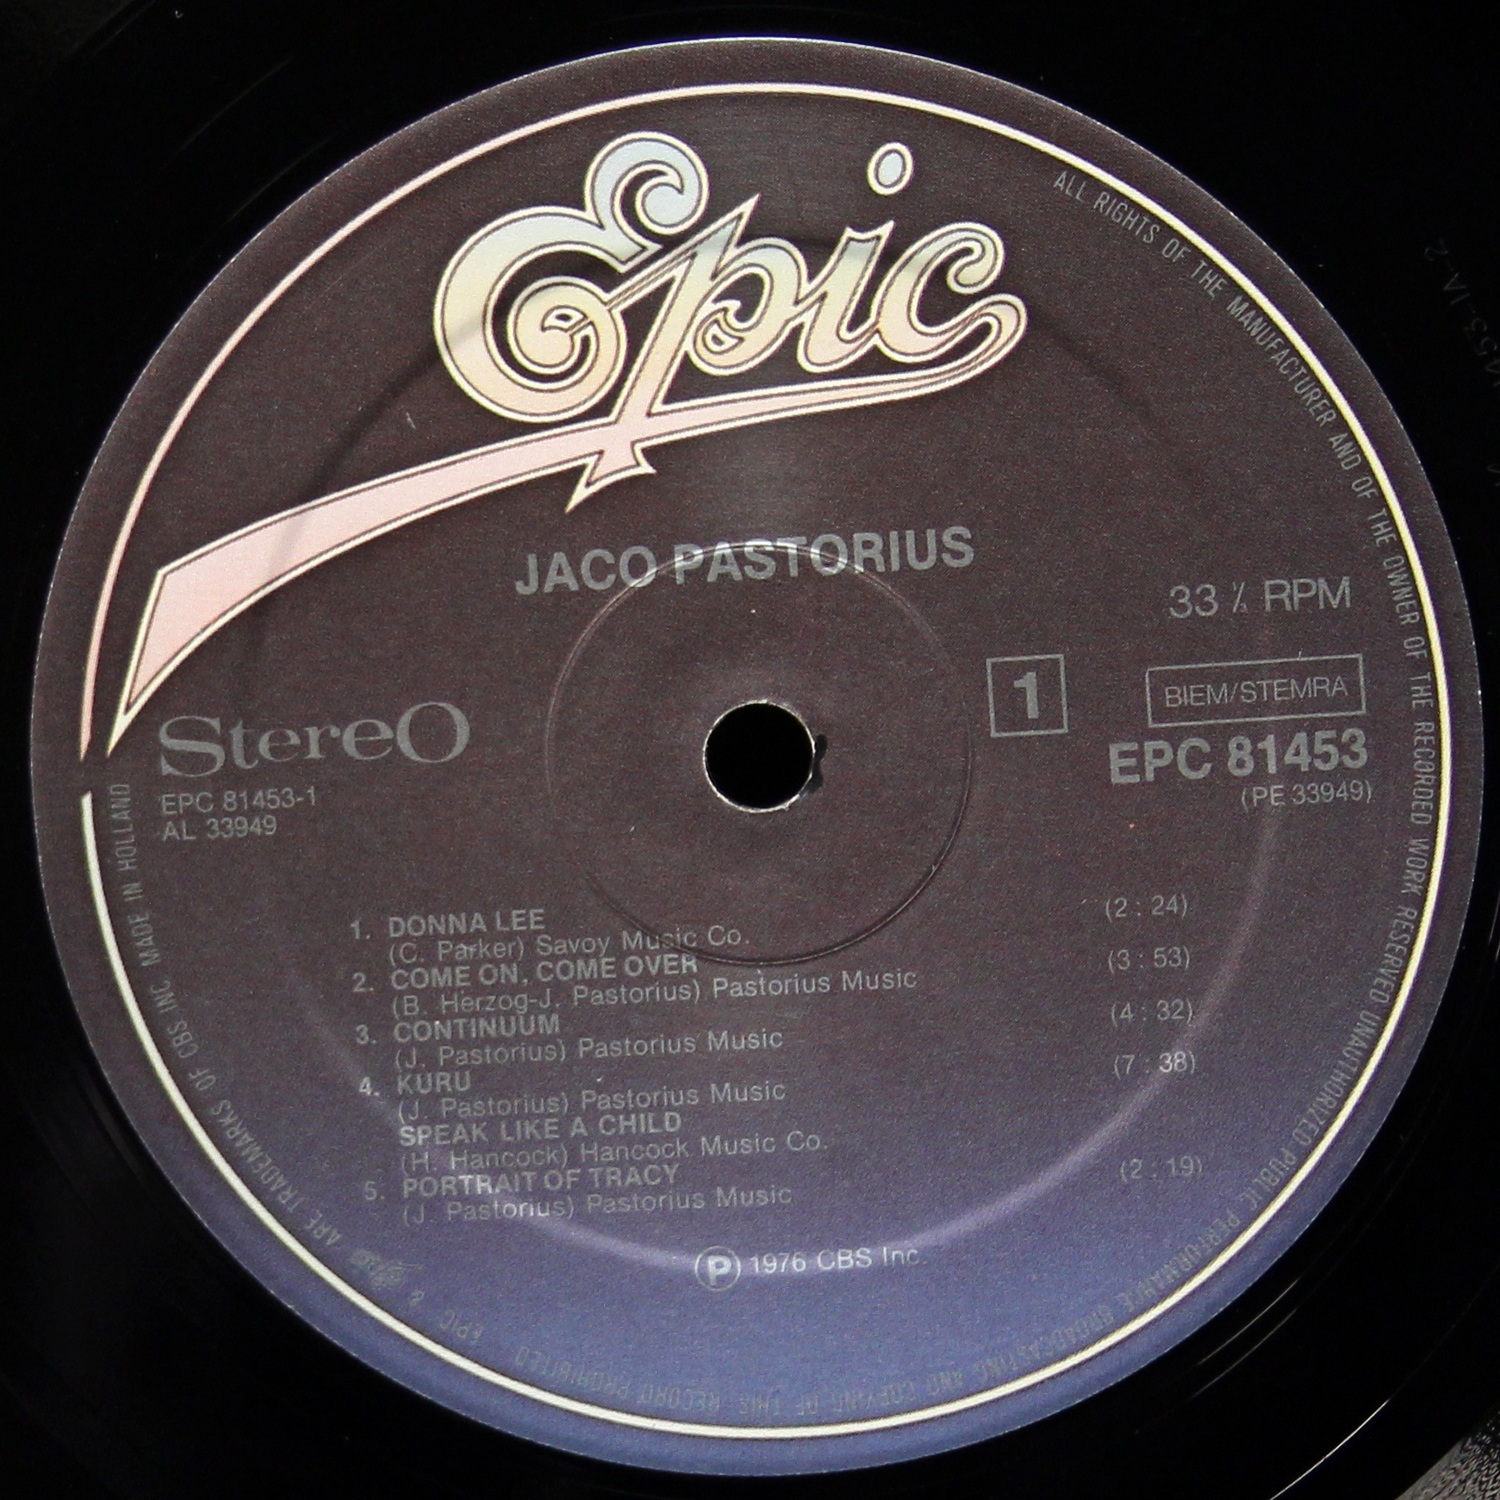 Epic
JACO PASTORIUS
33 ⅓ RPM
1
BIEM/STEMRA
Stereo
EPC 81453
(PE 33949)
EPC 81453-1
AL 33949
1. DONNA LEE (2:24)
(C. Parker) Savoy Music Co.
2. COME ON, COME OVER (3:53)
(B. Herzog-J. Pastorius) Pastorius Music
3. CONTINUUM (4:32)
(J. Pastorius) Pastorius Music
4. KURU (7:38)
(J. Pastorius) Pastorius Music
SPEAK LIKE A CHILD
(H. Hancock) Hancock Music Co.
5. PORTRAIT OF TRACY (2:19)
(J. Pastorius) Pastorius Music
Ⓟ 1976 CBS Inc.
ALL RIGHTS OF THE MANUFACTURER AND OF THE OWNER OF THE RECORDED WORK RESERVED UNAUTHORIZED PUBLIC PERFORMANCE BROADCASTING AND COPYING OF THIS RECORD PROHIBITED
EPIC & ARE TRADEMARKS OF CBS INC. MADE IN HOLLAND